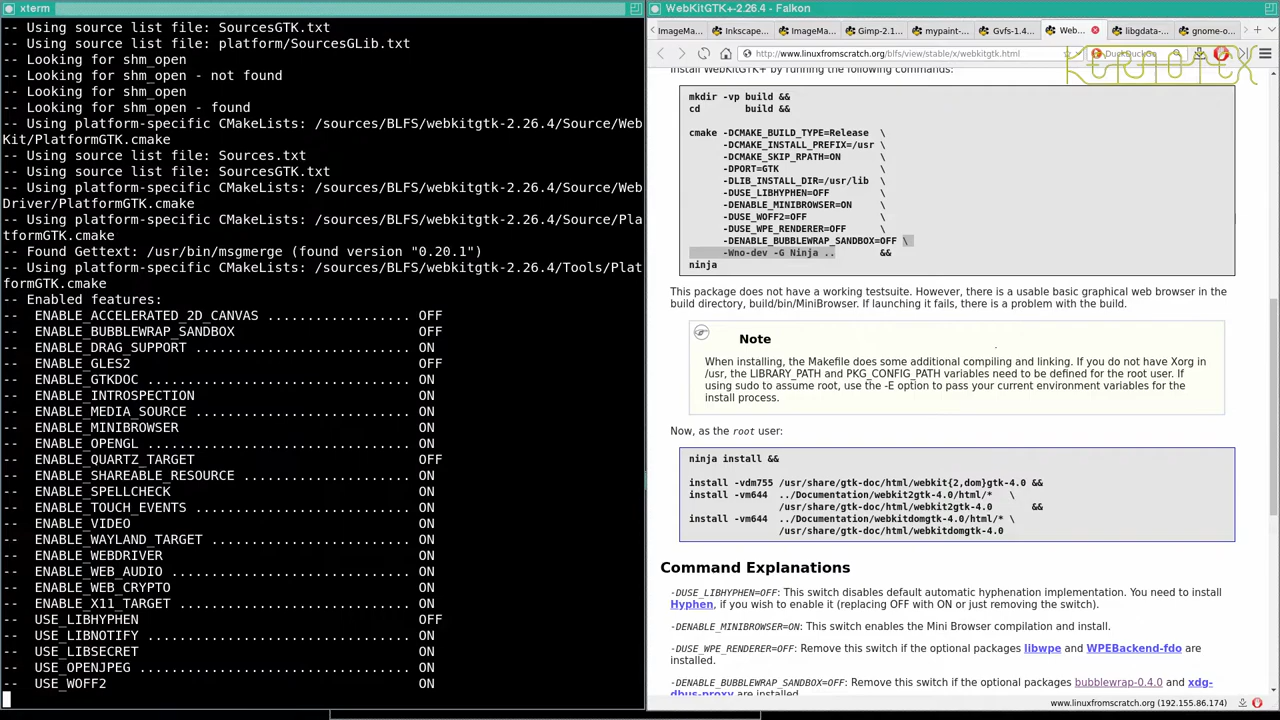 xterm
-- Using source list file: SourcesGTK.txt
-- Using source list file: platform/SourcesGLib.txt
-- Looking for shm_open
-- Looking for shm_open - not found
-- Looking for shm_open
-- Looking for shm_open - found
-- Using platform-specific CMakeLists: /sources/BLFS/webkitgtk-2.26.4/Source/Web
Kit/PlatformGTK.cmake
-- Using source list file: Sources.txt
-- Using source list file: SourcesGTK.txt
-- Using platform-specific CMakeLists: /sources/BLFS/webkitgtk-2.26.4/Source/Web
Driver/PlatformGTK.cmake
-- Using platform-specific CMakeLists: /sources/BLFS/webkitgtk-2.26.4/Source/Pla
tformGTK.cmake
-- Found Gettext: /usr/bin/msgmerge (found version "0.20.1")
-- Using platform-specific CMakeLists: /sources/BLFS/webkitgtk-2.26.4/Tools/Plat
formGTK.cmake
-- Enabled features:
--  ENABLE_ACCELERATED_2D_CANVAS .................. OFF
--  ENABLE_BUBBLEWRAP_SANDBOX                       OFF
--  ENABLE_DRAG_SUPPORT ........................... ON
--  ENABLE_GLES2                                    OFF
--  ENABLE_GTKDOC ................................. ON
--  ENABLE_INTROSPECTION                            ON
--  ENABLE_MEDIA_SOURCE ........................... ON
--  ENABLE_MINIBROWSER                              ON
--  ENABLE_OPENGL ................................. ON
--  ENABLE_QUARTZ_TARGET                            OFF
--  ENABLE_SHAREABLE_RESOURCE ..................... ON
--  ENABLE_SPELLCHECK                               ON
--  ENABLE_TOUCH_EVENTS ........................... ON
--  ENABLE_VIDEO                                    ON
--  ENABLE_WAYLAND_TARGET ......................... ON
--  ENABLE_WEBDRIVER                                ON
--  ENABLE_WEB_AUDIO .............................. ON
--  ENABLE_WEB_CRYPTO                               ON
--  ENABLE_X11_TARGET ............................. ON
--  USE_LIBHYPHEN                                   OFF
--  USE_LIBNOTIFY ................................. ON
--  USE_LIBSECRET                                   ON
--  USE_OPENJPEG .................................. ON
--  USE_WOFF2                                       ON
WebKitGTK+-2.26.4 - Falkon
ImageMa... Inkscape... ImageMa... Gimp-2.1... mypaint-... Gvfs-1.4... Web... libgdata-... gnome-o...
http://www.linuxfromscratch.org/blfs/view/stable/x/webkitgtk.html DuckDuckGo
Install WebKitGTK+ by running the following commands:
mkdir -vp build &&
cd       build &&
cmake -DCMAKE_BUILD_TYPE=Release  \
-DCMAKE_INSTALL_PREFIX=/usr \
-DCMAKE_SKIP_RPATH=ON       \
-DPORT=GTK                  \
-DLIB_INSTALL_DIR=/usr/lib  \
-DUSE_LIBHYPHEN=OFF         \
-DENABLE_MINIBROWSER=ON     \
-DUSE_WOFF2=OFF             \
-DUSE_WPE_RENDERER=OFF      \
-DENABLE_BUBBLEWRAP_SANDBOX=OFF \
-Wno-dev -G Ninja ..        &&
ninja
This package does not have a working testsuite. However, there is a usable basic graphical web browser in the
build directory, build/bin/MiniBrowser. If launching it fails, there is a problem with the build.
Note
When installing, the Makefile does some additional compiling and linking. If you do not have Xorg in
/usr, the LIBRARY_PATH and PKG_CONFIG_PATH variables need to be defined for the root user. If
using sudo to assume root, use the -E option to pass your current environment variables for the
install process.
Now, as the root user:
ninja install &&
install -vdm755 /usr/share/gtk-doc/html/webkit{2,dom}gtk-4.0 &&
install -vm644  ../Documentation/webkit2gtk-4.0/html/*   \
/usr/share/gtk-doc/html/webkit2gtk-4.0       &&
install -vm644  ../Documentation/webkitdomgtk-4.0/html/* \
/usr/share/gtk-doc/html/webkitdomgtk-4.0
Command Explanations
-DUSE_LIBHYPHEN=OFF: This switch disables default automatic hyphenation implementation. You need to install
Hyphen, if you wish to enable it (replacing OFF with ON or just removing the switch).
-DENABLE_MINIBROWSER=ON: This switch enables the Mini Browser compilation and install.
-DUSE_WPE_RENDERER=OFF: Remove this switch if the optional packages libwpe and WPEBackend-fdo are
installed.
-DENABLE_BUBBLEWRAP_SANDBOX=OFF: Remove this switch if the optional packages bubblewrap-0.4.0 and xdg-
dbus-proxy are installed.
www.linuxfromscratch.org (192.155.86.174)